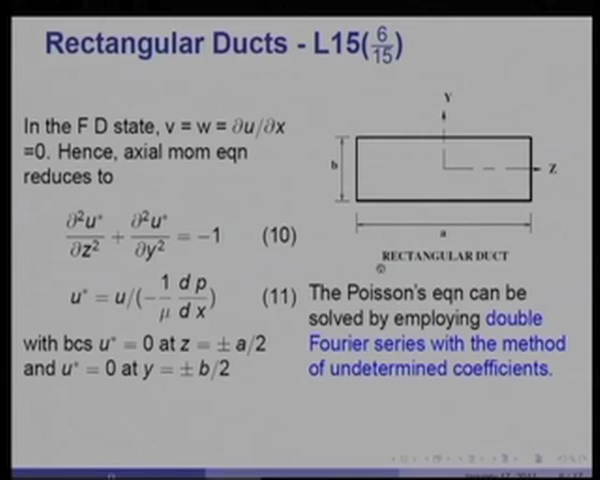 Rectangular Ducts - L15(6/15)
In the F D state, v = w = ∂u/∂x
=0. Hence, axial mom eqn
reduces to
∂²u*/∂z² + ∂²u*/∂y² = −1 (10)
u* = u/(−1/μ d p/d x) (11)
with bcs u* = 0 at z = ± a/2
and u* = 0 at y = ± b/2
Y
b
Z
a
RECTANGULAR DUCT
The Poisson's eqn can be
solved by employing double
Fourier series with the method
of undetermined coefficients.